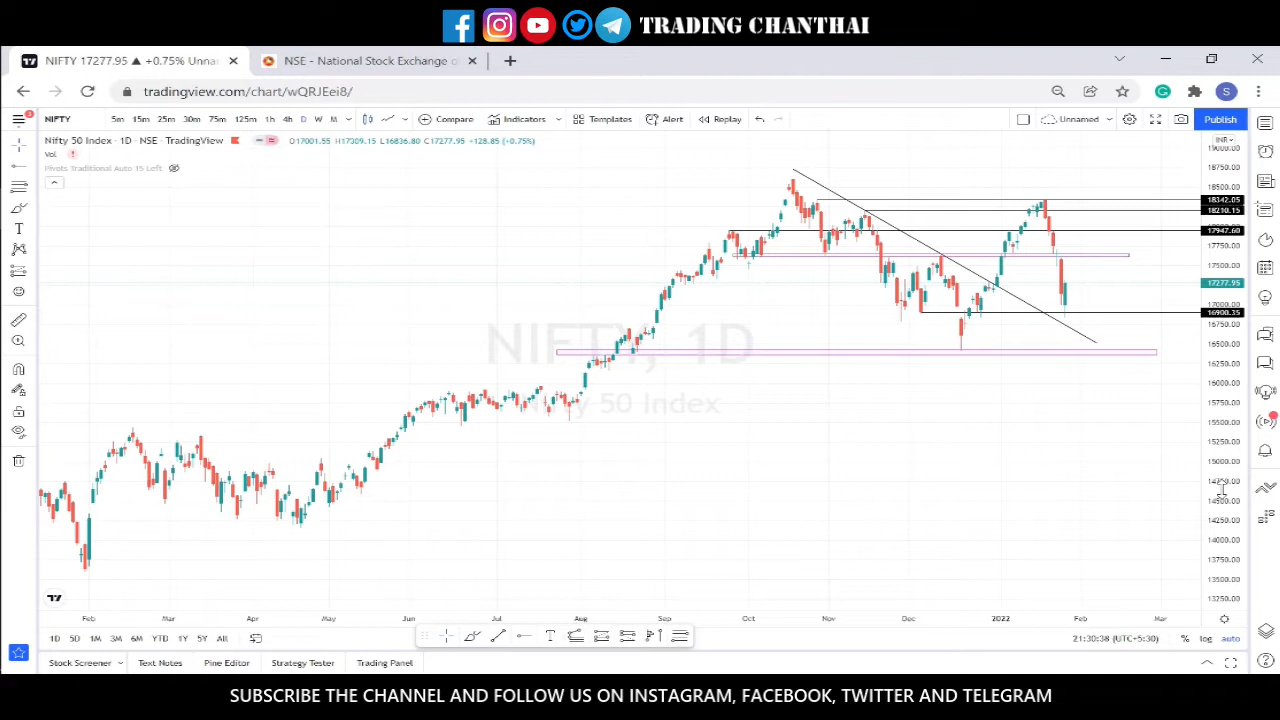 TRADING CHANTHAI
NIFTY 17277.95 ▲ +0.75% Unnar
NSE - National Stock Exchange o
tradingview.com/chart/wQRJEei8/
S
NIFTY 5m 15m 25m 30m 75m 125m 1h 4h D W M Compare Indicators Templates Alert Replay Unnamed Publish
Nifty 50 Index · 1D · NSE · TradingView O17001.55 H17309.15 L16836.80 C17277.95 +128.85 (+0.75%)
INR
Vol.
Pivots Traditional Auto 15 Left
19000.00
18750.00
18500.00
18342.05
18210.15
17947.60
17750.00
17500.00
17277.95
17000.00
16900.35
16750.00
16500.00
16250.00
16000.00
15750.00
15500.00
15250.00
15000.00
14750.00
14500.00
14250.00
14000.00
13750.00
13500.00
13250.00
NIFTY, 1D
Nifty 50 Index
Feb Mar Apr May Jun Jul Aug Sep Oct Nov Dec 2022 Feb Mar
1D 5D 1M 3M 6M YTD 1Y 5Y All
21:30:38 (UTC+5:30) % log auto
Stock Screener Text Notes Pine Editor Strategy Tester Trading Panel
SUBSCRIBE THE CHANNEL AND FOLLOW US ON INSTAGRAM, FACEBOOK, TWITTER AND TELEGRAM